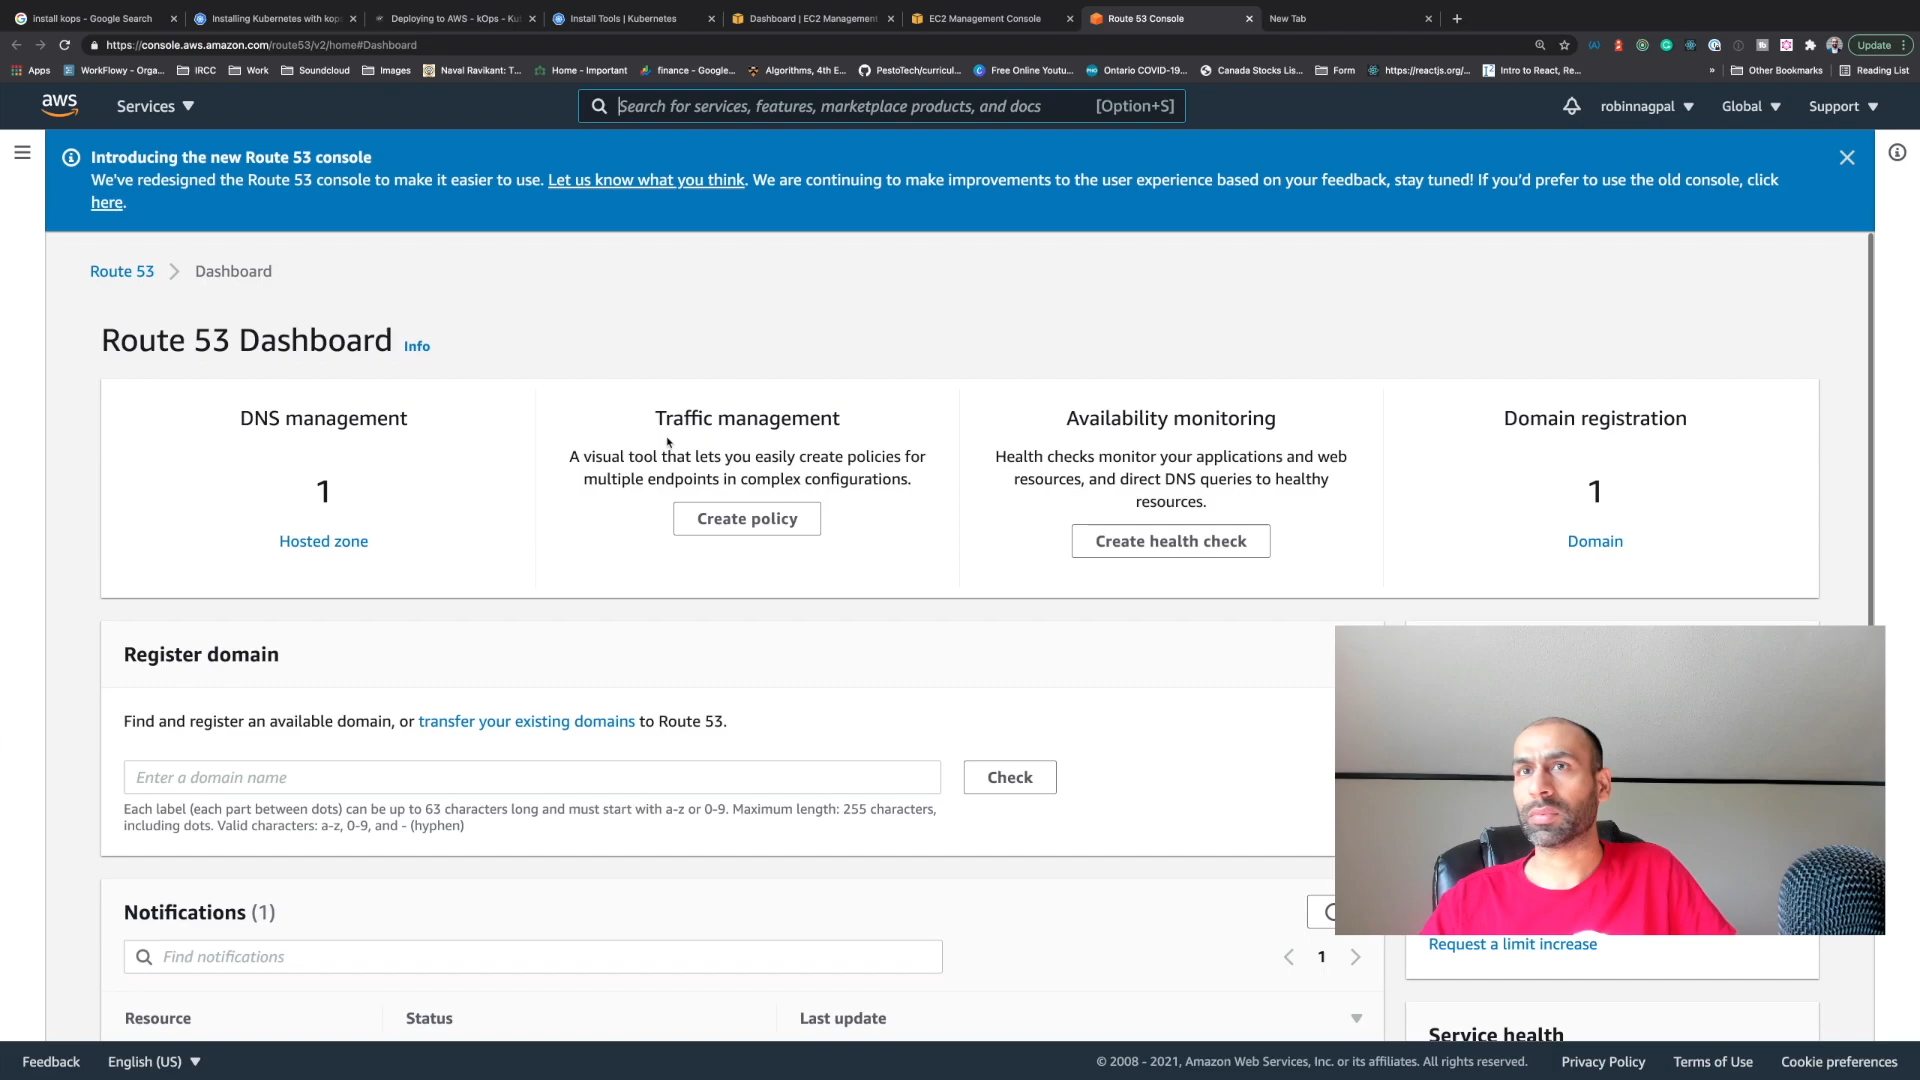 install kops - Google Search
Installing Kubernetes with kop
Deploying to AWS - kOps - Ku
Install Tools | Kubernetes
Dashboard | EC2 Management
EC2 Management Console
Route 53 Console
New Tab
https://console.aws.amazon.com/route53/v2/home#Dashboard
Update
Apps
WorkFlowy - Orga...
IRCC
Work
Soundcloud
Images
Naval Ravikant: T...
Home - Important
finance - Google...
Algorithms, 4th E...
PestoTech/curricul...
Free Online Youtu...
Ontario COVID-19...
Canada Stocks Lis...
Form
https://reactjs.org/...
Intro to React, Re...
»
Other Bookmarks
Reading List
aws
Services
Search for services, features, marketplace products, and docs
[Option+S]
robinnagpal
Global
Support
Introducing the new Route 53 console
We've redesigned the Route 53 console to make it easier to use. Let us know what you think. We are continuing to make improvements to the user experience based on your feedback, stay tuned! If you'd prefer to use the old console, click
here.
Route 53
Dashboard
Route 53 Dashboard Info
DNS management
1
Hosted zone
Traffic management
A visual tool that lets you easily create policies for
multiple endpoints in complex configurations.
Create policy
Availability monitoring
Health checks monitor your applications and web
resources, and direct DNS queries to healthy
resources.
Create health check
Domain registration
1
Domain
Register domain
Find and register an available domain, or transfer your existing domains to Route 53.
Enter a domain name
Check
Each label (each part between dots) can be up to 63 characters long and must start with a-z or 0-9. Maximum length: 255 characters,
including dots. Valid characters: a-z, 0-9, and - (hyphen)
Notifications (1)
Find notifications
1
Resource
Status
Last update
Request a limit increase
Service health
Feedback
English (US)
© 2008 - 2021, Amazon Web Services, Inc. or its affiliates. All rights reserved.
Privacy Policy
Terms of Use
Cookie preferences